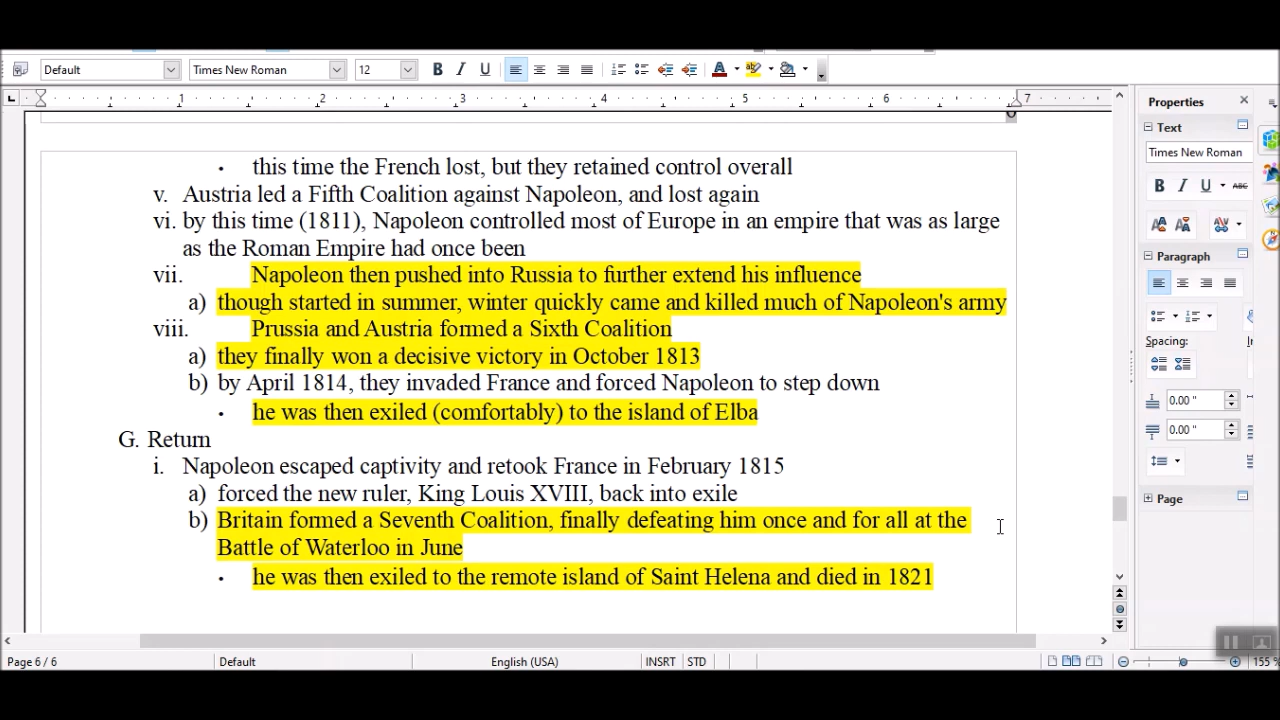 Default Times New Roman 12 B I U A
1 2 3 4 5 6 7
Properties
Text
Times New Roman
B I U ABC
Paragraph
Spacing:
0.00 "
0.00 "
Page
• this time the French lost, but they retained control overall
v. Austria led a Fifth Coalition against Napoleon, and lost again
vi. by this time (1811), Napoleon controlled most of Europe in an empire that was as large
as the Roman Empire had once been
vii. Napoleon then pushed into Russia to further extend his influence
a) though started in summer, winter quickly came and killed much of Napoleon's army
viii. Prussia and Austria formed a Sixth Coalition
a) they finally won a decisive victory in October 1813
b) by April 1814, they invaded France and forced Napoleon to step down
• he was then exiled (comfortably) to the island of Elba
G. Return
i. Napoleon escaped captivity and retook France in February 1815
a) forced the new ruler, King Louis XVIII, back into exile
b) Britain formed a Seventh Coalition, finally defeating him once and for all at the
Battle of Waterloo in June
• he was then exiled to the remote island of Saint Helena and died in 1821
Page 6 / 6 Default English (USA) INSRT STD 155 %